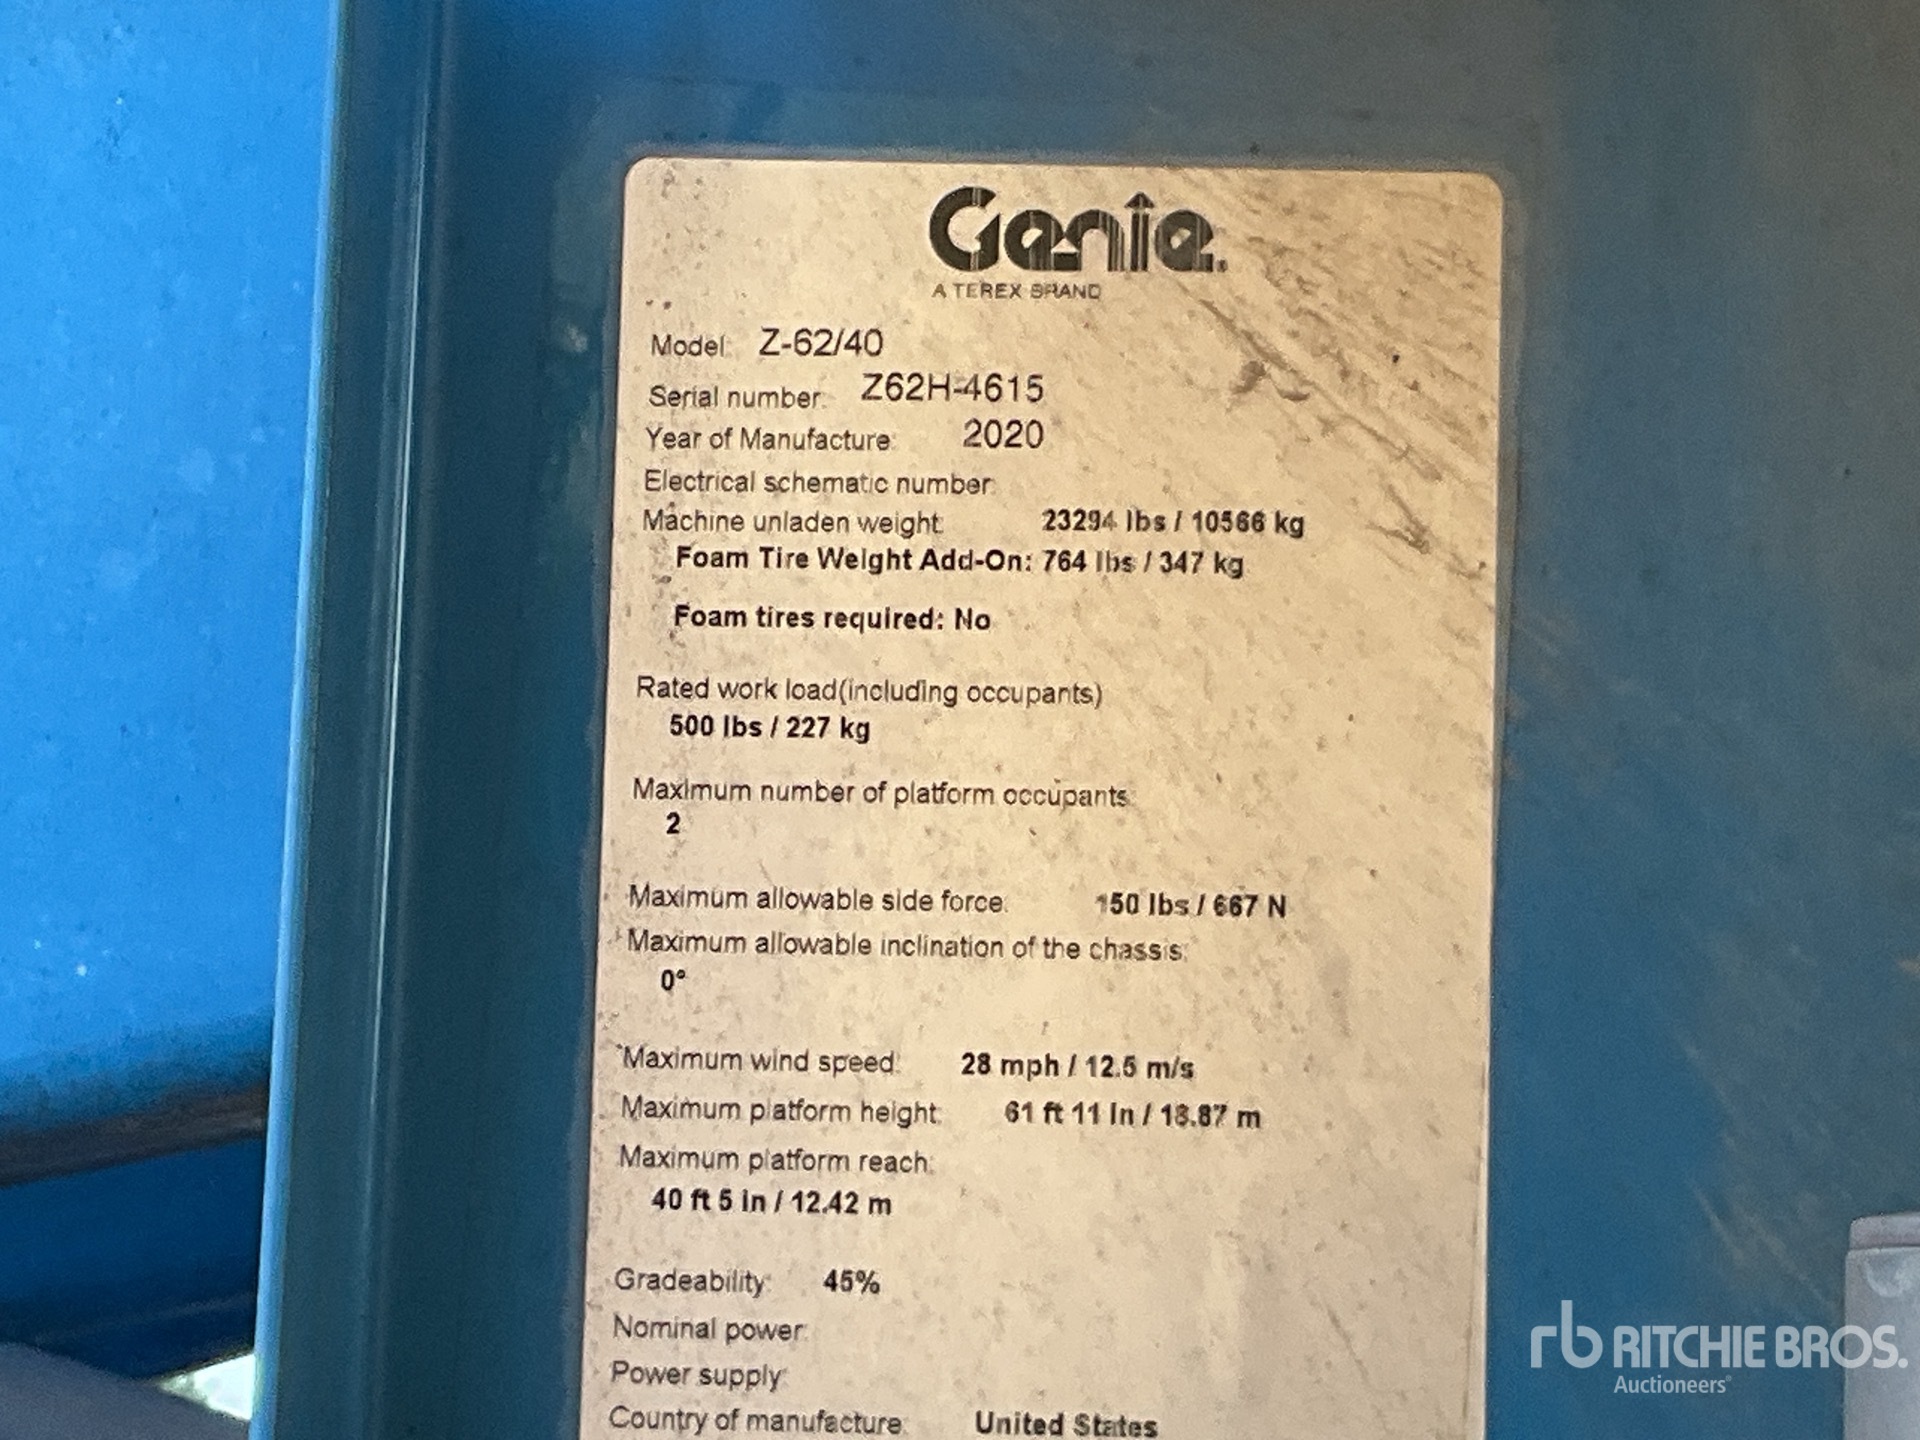 Genie.
A TEREX BRAND
Model: Z-62/40
Serial number: Z62H-4615
Year of Manufacture: 2020
Electrical schematic number:
Machine unladen weight: 23294 lbs / 10566 kg
Foam Tire Weight Add-On: 764 lbs / 347 kg
Foam tires required: No
Rated work load(including occupants)
500 lbs / 227 kg
Maximum number of platform occupants:
2
Maximum allowable side force: 150 lbs / 667 N
Maximum allowable inclination of the chassis:
0°
Maximum wind speed: 28 mph / 12.5 m/s
Maximum platform height: 61 ft 11 in / 18.87 m
Maximum platform reach:
40 ft 5 in / 12.42 m
Gradeability: 45%
Nominal power:
Power supply:
Country of manufacture: United States
rb RITCHIE BROS.
Auctioneers®